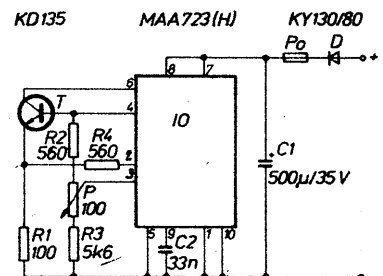 KD135 MAA723(H) KY130/80
8 7 Po D +
6
T 4 IO
R2 560 R4 560 2
3
C1 500µ/35V
P 100
R1 100 R3 5k6
5 9 C2 33n 1 10